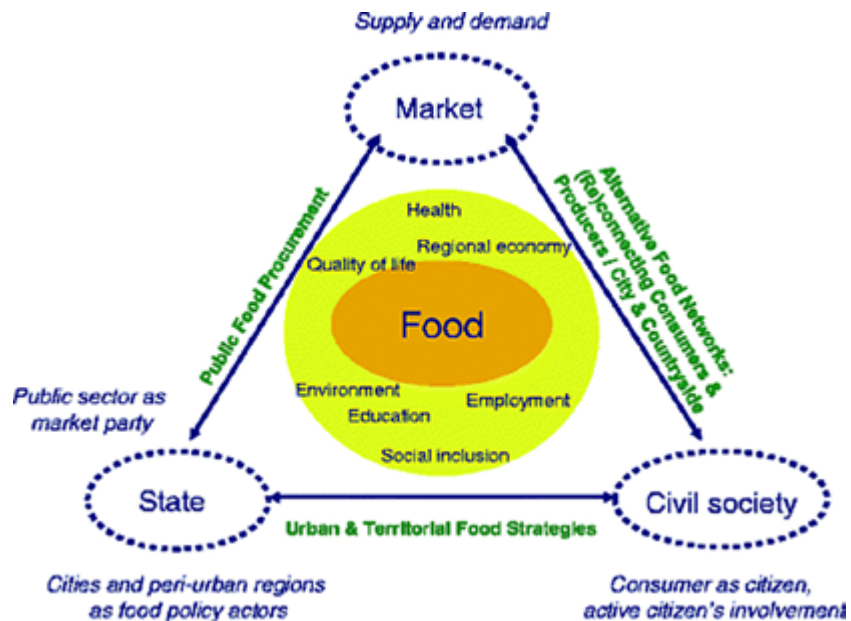 Supply and demand
Market
Public Food Procurement
Alternative Food Networks:
(Re)connecting Consumers &
Producers / City & Countryside
Health
Regional economy
Quality of life
Food
Environment
Employment
Education
Social inclusion
Public sector as
market party
State
Civil society
Urban & Territorial Food Strategies
Cities and peri-urban regions
as food policy actors
Consumer as citizen,
active citizen's involvement